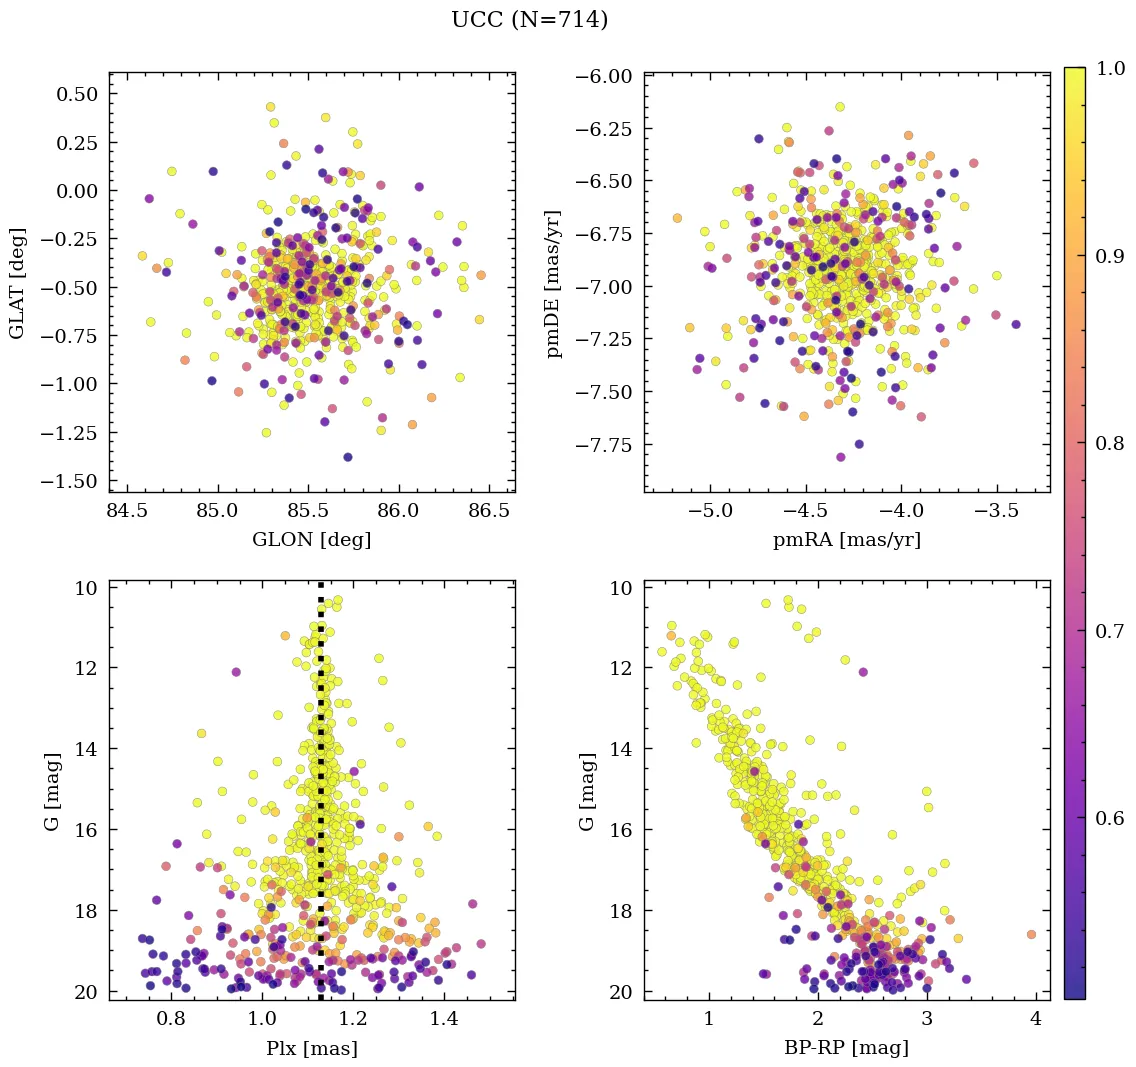 UCC (N=714)
0.50
0.25
0.00
−0.25
−0.50
−0.75
−1.00
−1.25
−1.50
GLAT [deg]
84.5 85.0 85.5 86.0 86.5
GLON [deg]
−6.00
−6.25
−6.50
−6.75
−7.00
−7.25
−7.50
−7.75
pmDE [mas/yr]
−5.0 −4.5 −4.0 −3.5
pmRA [mas/yr]
10
12
14
16
18
20
G [mag]
0.8 1.0 1.2 1.4
Plx [mas]
10
12
14
16
18
20
G [mag]
1 2 3 4
BP-RP [mag]
1.0
0.9
0.8
0.7
0.6